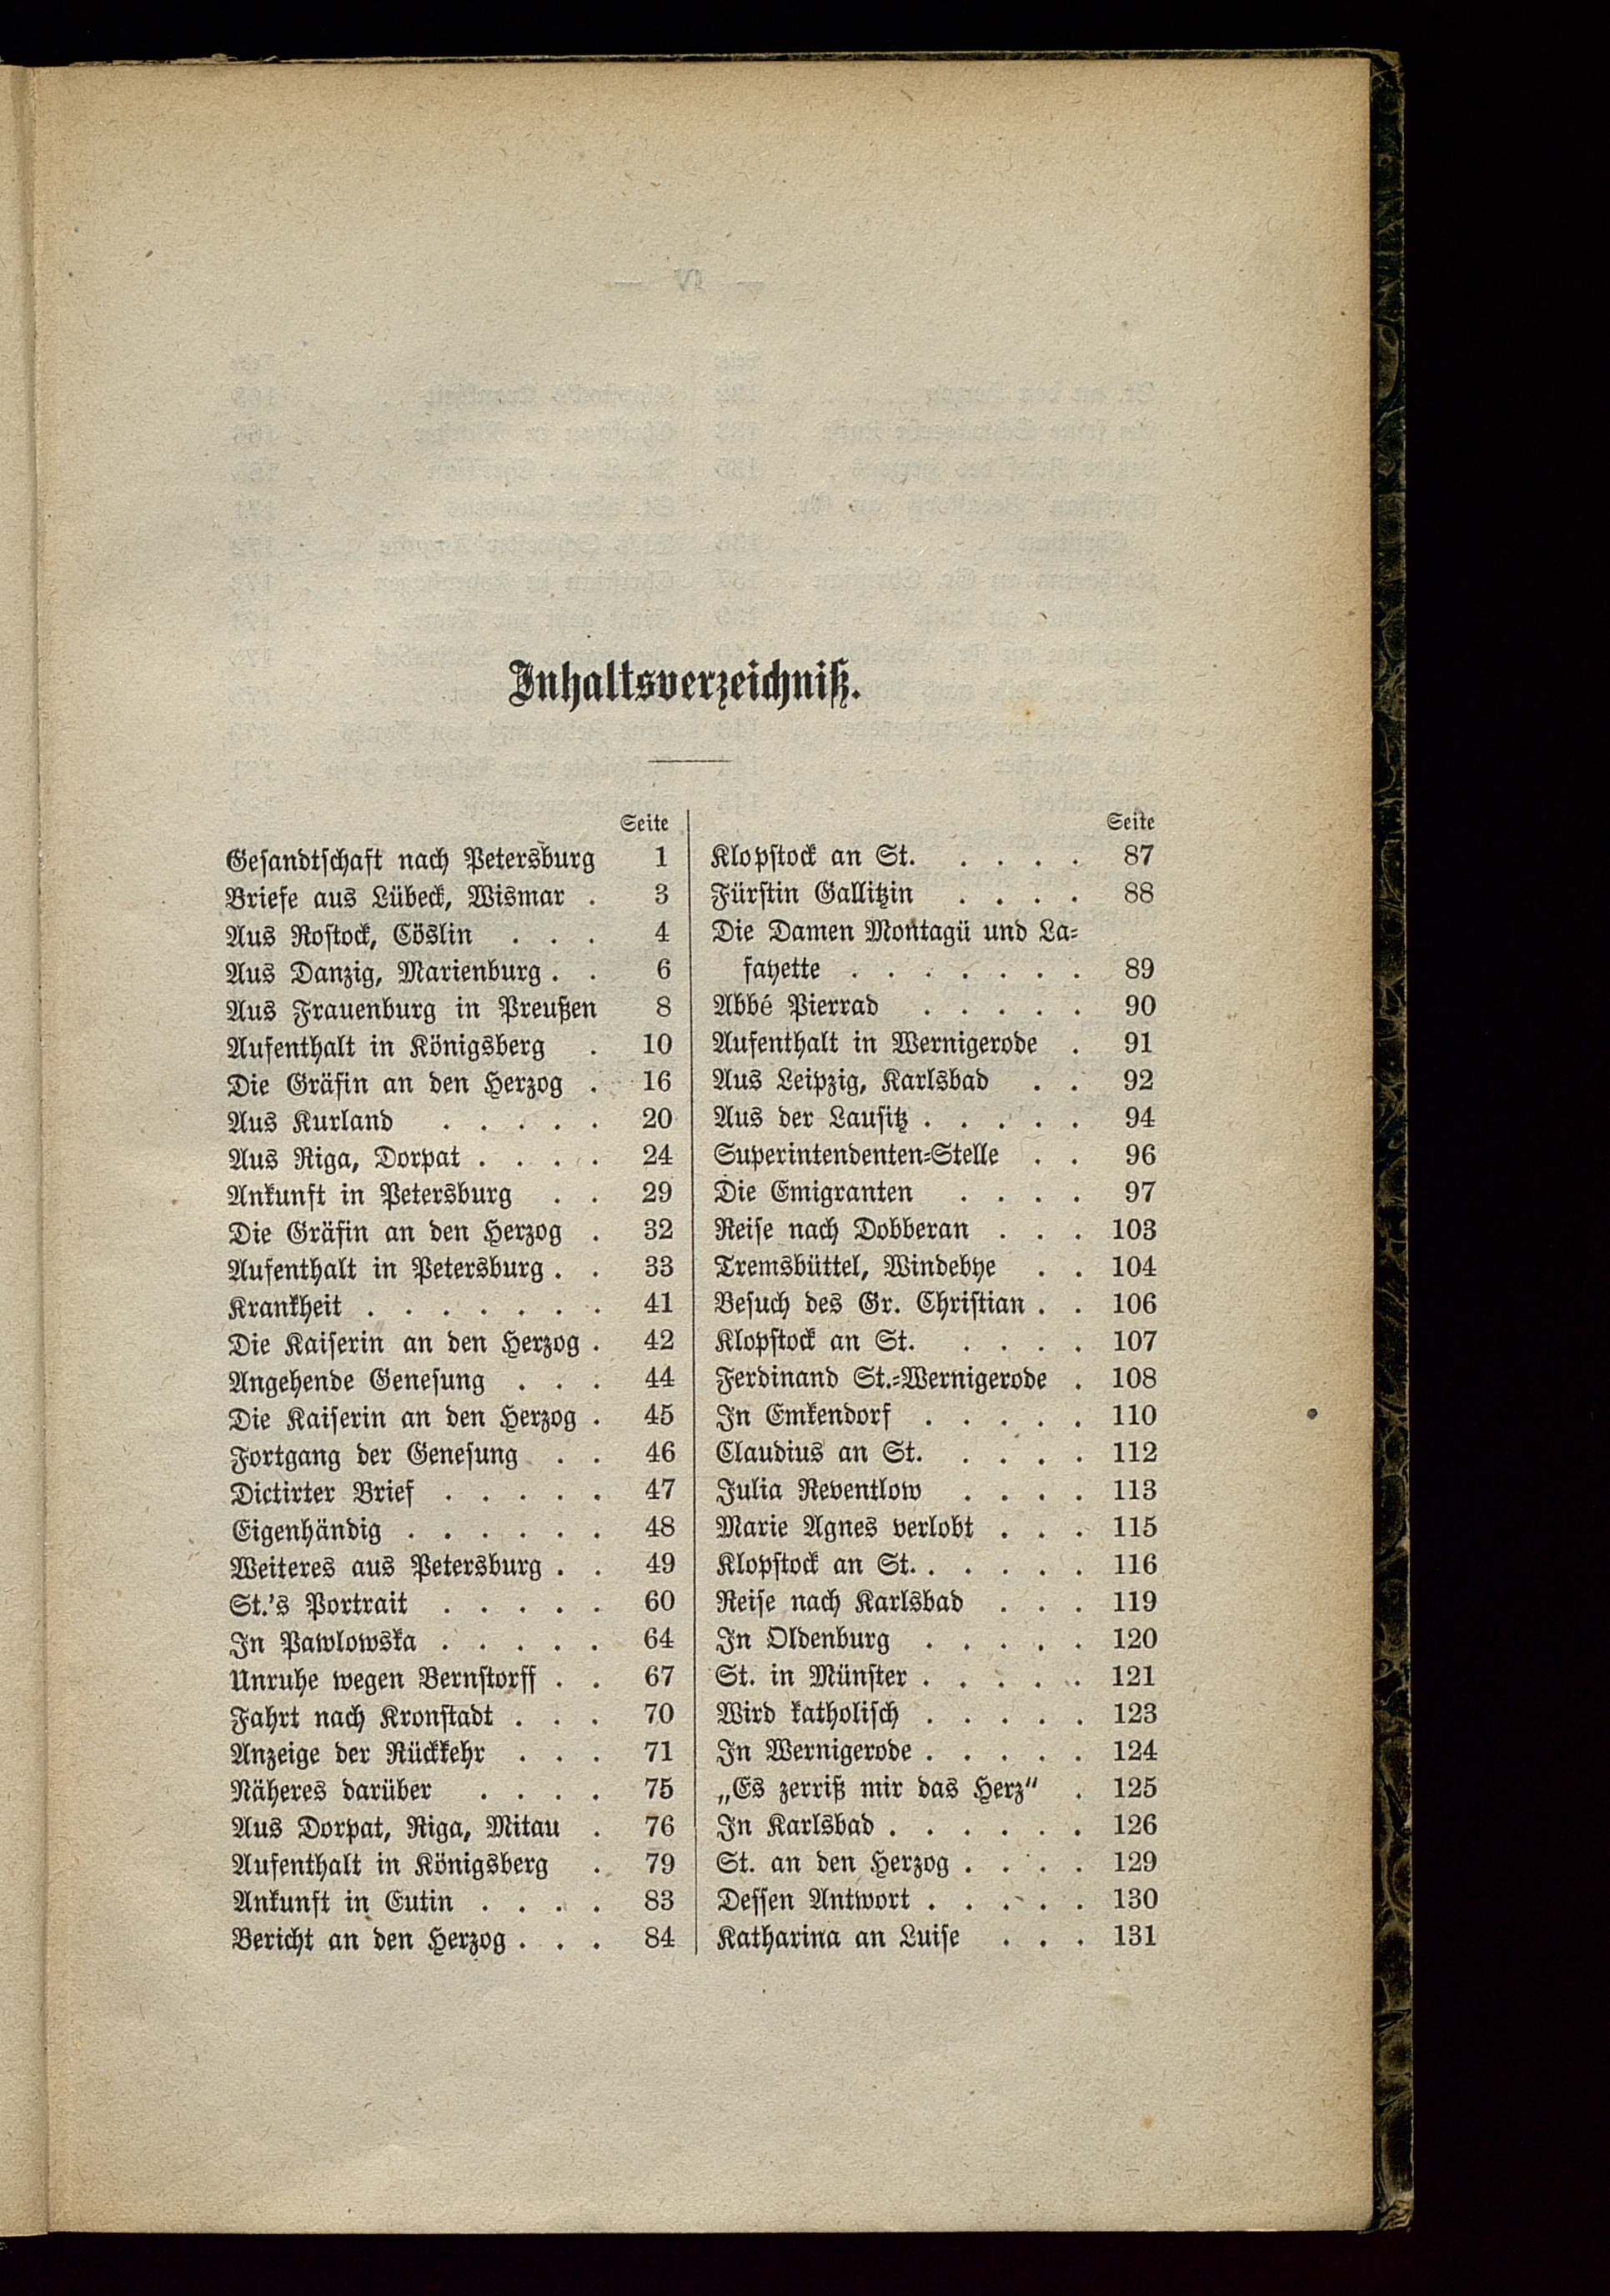 Inhaltsverzeichniß.
Seite
Gesandtschaft nach Petersburg 1
Briefe aus Lübeck, Wismar . 3
Aus Rostock, Cöslin . . . 4
Aus Danzig, Marienburg . . 6
Aus Frauenburg in Preußen 8
Aufenthalt in Königsberg . 10
Die Gräfin an den Herzog . 16
Aus Kurland . . . . . 20
Aus Riga, Dorpat . . . . 24
Ankunft in Petersburg . . 29
Die Gräfin an den Herzog . 32
Aufenthalt in Petersburg . . 33
Krankheit . . . . . . . 41
Die Kaiserin an den Herzog . 42
Angehende Genesung . . . 44
Die Kaiserin an den Herzog . 45
Fortgang der Genesung . . 46
Dictirter Brief . . . . . 47
Eigenhändig . . . . . . 48
Weiteres aus Petersburg . . 49
St.'s Portrait . . . . . 60
In Pawlowska . . . . . 64
Unruhe wegen Bernstorff . . 67
Fahrt nach Kronstadt . . . 70
Anzeige der Rückkehr . . . 71
Näheres darüber . . . . 75
Aus Dorpat, Riga, Mitau . 76
Aufenthalt in Königsberg . 79
Ankunft in Eutin . . . . 83
Bericht an den Herzog . . . 84
Seite
Klopstock an St. . . . . 87
Fürstin Gallitzin . . . . 88
Die Damen Montagü und La-
fayette . . . . . . . 89
Abbé Pierrad . . . . . 90
Aufenthalt in Wernigerode . 91
Aus Leipzig, Karlsbad . . 92
Aus der Lausitz . . . . . 94
Superintendenten-Stelle . . 96
Die Emigranten . . . . 97
Reise nach Dobberan . . . 103
Tremsbüttel, Windebye . . 104
Besuch des Gr. Christian . . 106
Klopstock an St. . . . . 107
Ferdinand St.-Wernigerode . 108
In Emkendorf . . . . . 110
Claudius an St. . . . . 112
Julia Reventlow . . . . 113
Marie Agnes verlobt . . . 115
Klopstock an St. . . . . . 116
Reise nach Karlsbad . . . 119
In Oldenburg . . . . . 120
St. in Münster . . . . . 121
Wird katholisch . . . . . 123
In Wernigerode . . . . . 124
„Es zerriß mir das Herz“ . 125
In Karlsbad . . . . . . 126
St. an den Herzog . . . . 129
Dessen Antwort . . . . . 130
Katharina an Luise . . . 131